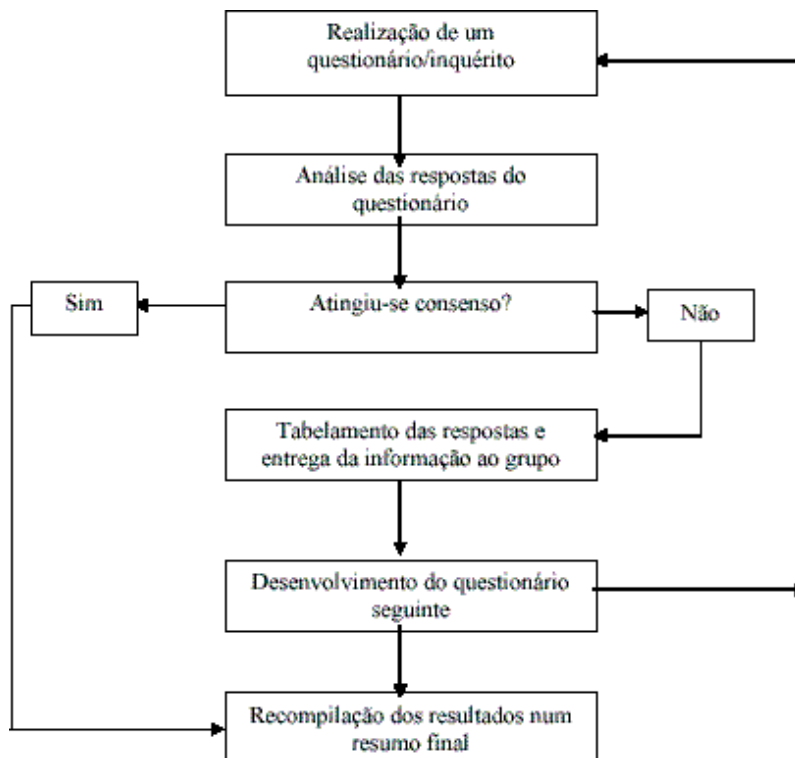 Realização de um
questionário/inquérito
Análise das respostas do
questionário
Sim
Atingiu-se consenso?
Não
Tabelamento das respostas e
entrega da informação ao grupo
Desenvolvimento do questionário
seguinte
Recompilação dos resultados num
resumo final